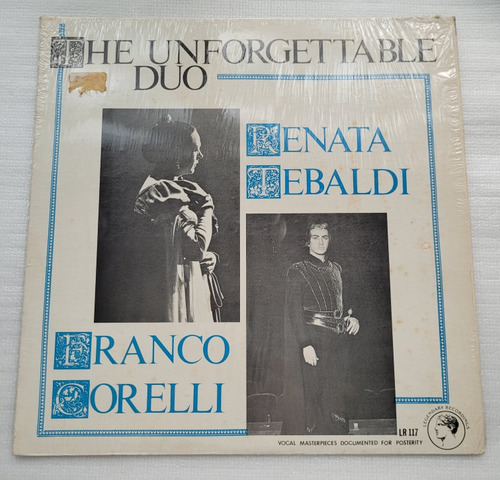 THE UNFORGETTABLE
DUO
RENATA
TEBALDI
FRANCO
CORELLI
LEGENDARY RECORDINGS
LR 117
VOCAL MASTERPIECES DOCUMENTED FOR POSTERITY